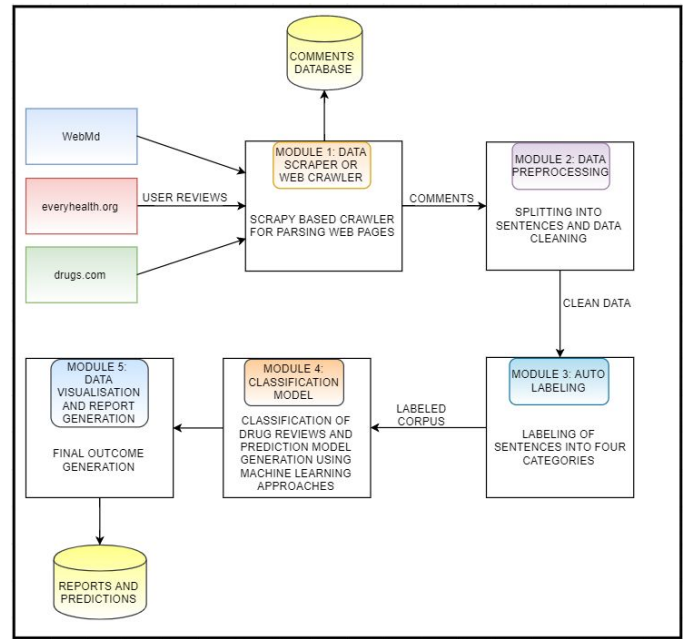 COMMENTS
DATABASE
WebMd
everyhealth.org
drugs.com
USER REVIEWS
MODULE 1: DATA
SCRAPER OR
WEB CRAWLER
SCRAPY BASED CRAWLER
FOR PARSING WEB PAGES
COMMENTS
MODULE 2: DATA
PREPROCESSING
SPLITTING INTO
SENTENCES AND DATA
CLEANING
CLEAN DATA
MODULE 3: AUTO
LABELING
LABELING OF
SENTENCES INTO FOUR
CATEGORIES
LABELED
CORPUS
MODULE 4:
CLASSIFICATION
MODEL
CLASSIFICATION OF
DRUG REVIEWS AND
PREDICTION MODEL
GENERATION USING
MACHINE LEARNING
APPROACHES
MODULE 5:
DATA
VISUALISATION
AND REPORT
GENERATION
FINAL OUTCOME
GENERATION
REPORTS AND
PREDICTIONS